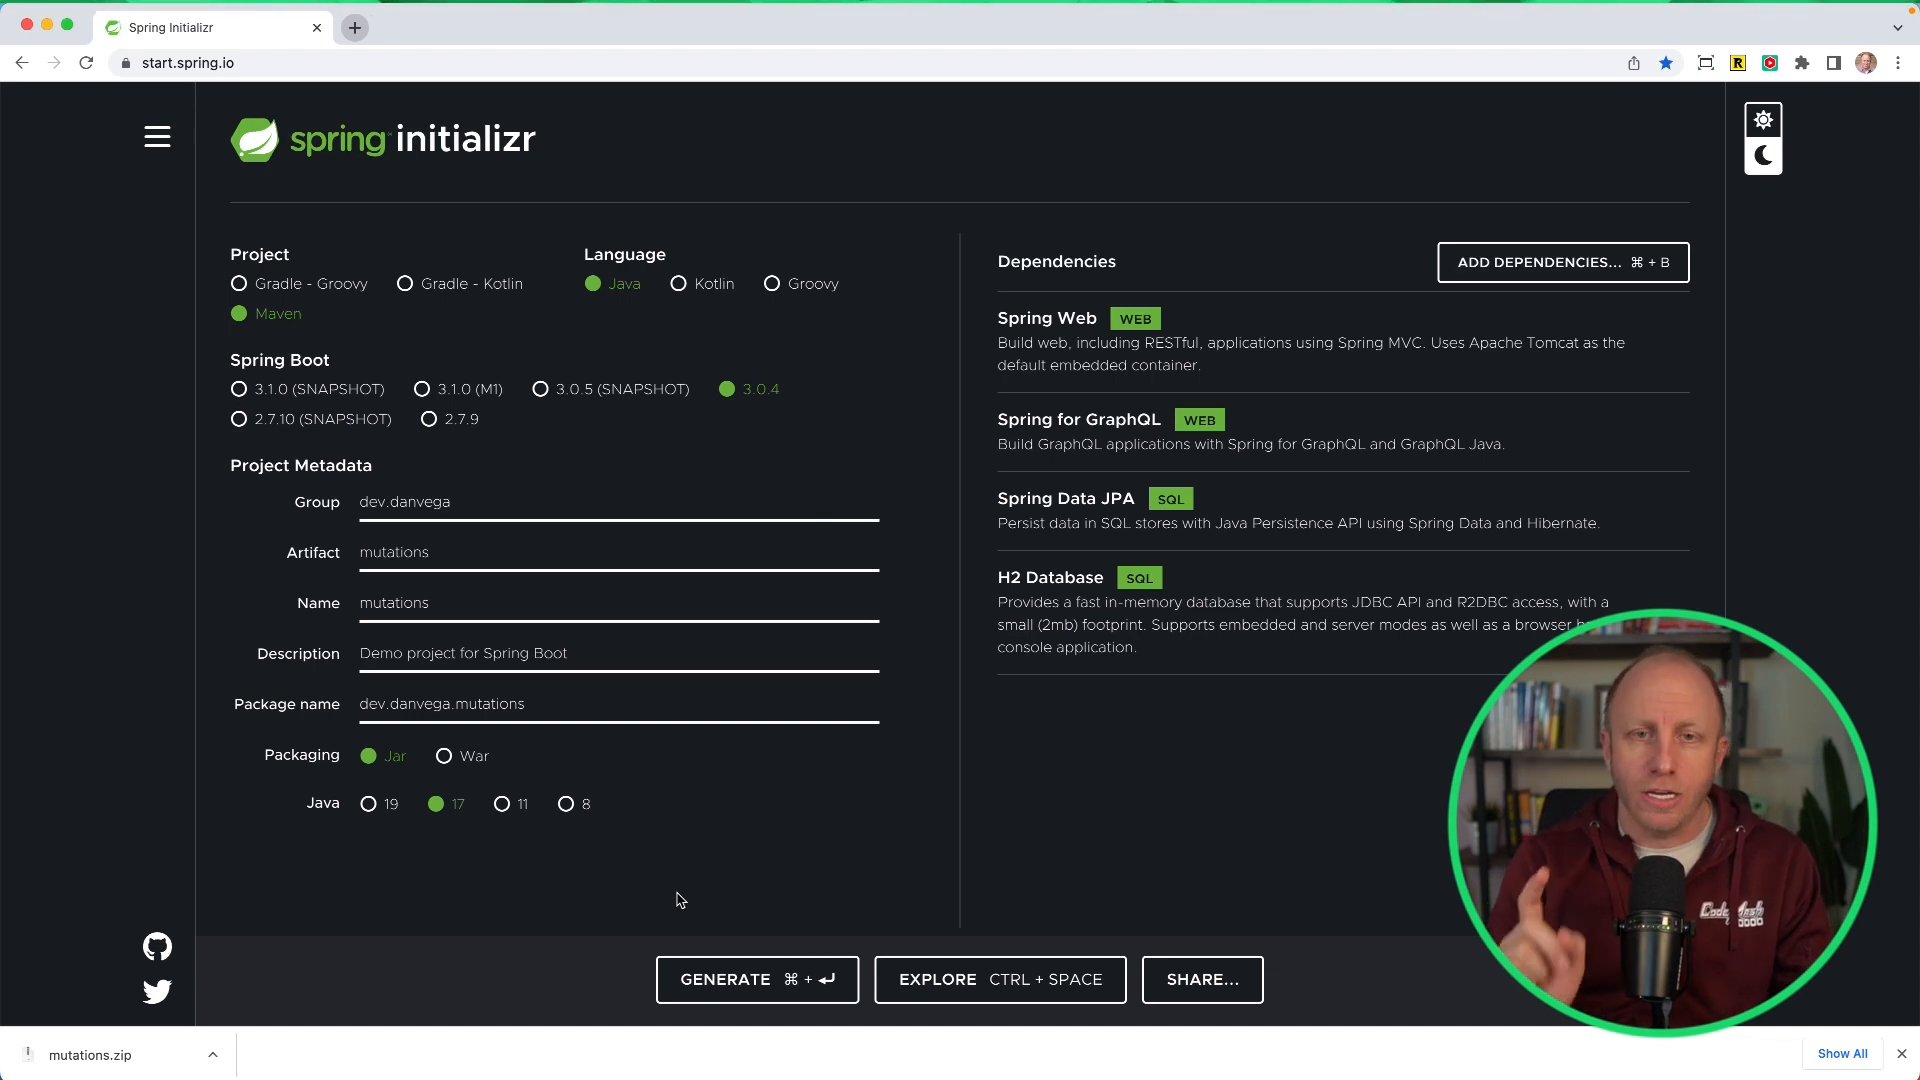 Spring Initializr
start.spring.io
R
spring initializr
Project
Gradle - Groovy
Gradle - Kotlin
Maven
Language
Java
Kotlin
Groovy
Spring Boot
3.1.0 (SNAPSHOT)
3.1.0 (M1)
3.0.5 (SNAPSHOT)
3.0.4
2.7.10 (SNAPSHOT)
2.7.9
Project Metadata
Group dev.danvega
Artifact mutations
Name mutations
Description Demo project for Spring Boot
Package name dev.danvega.mutations
Packaging Jar War
Java 19 17 11 8
Dependencies
ADD DEPENDENCIES... ⌘ + B
Spring Web WEB
Build web, including RESTful, applications using Spring MVC. Uses Apache Tomcat as the
default embedded container.
Spring for GraphQL WEB
Build GraphQL applications with Spring for GraphQL and GraphQL Java.
Spring Data JPA SQL
Persist data in SQL stores with Java Persistence API using Spring Data and Hibernate.
H2 Database SQL
Provides a fast in-memory database that supports JDBC API and R2DBC access, with a
small (2mb) footprint. Supports embedded and server modes as well as a browser
console application.
GENERATE ⌘ + ⏎
EXPLORE CTRL + SPACE
SHARE...
mutations.zip
Show All